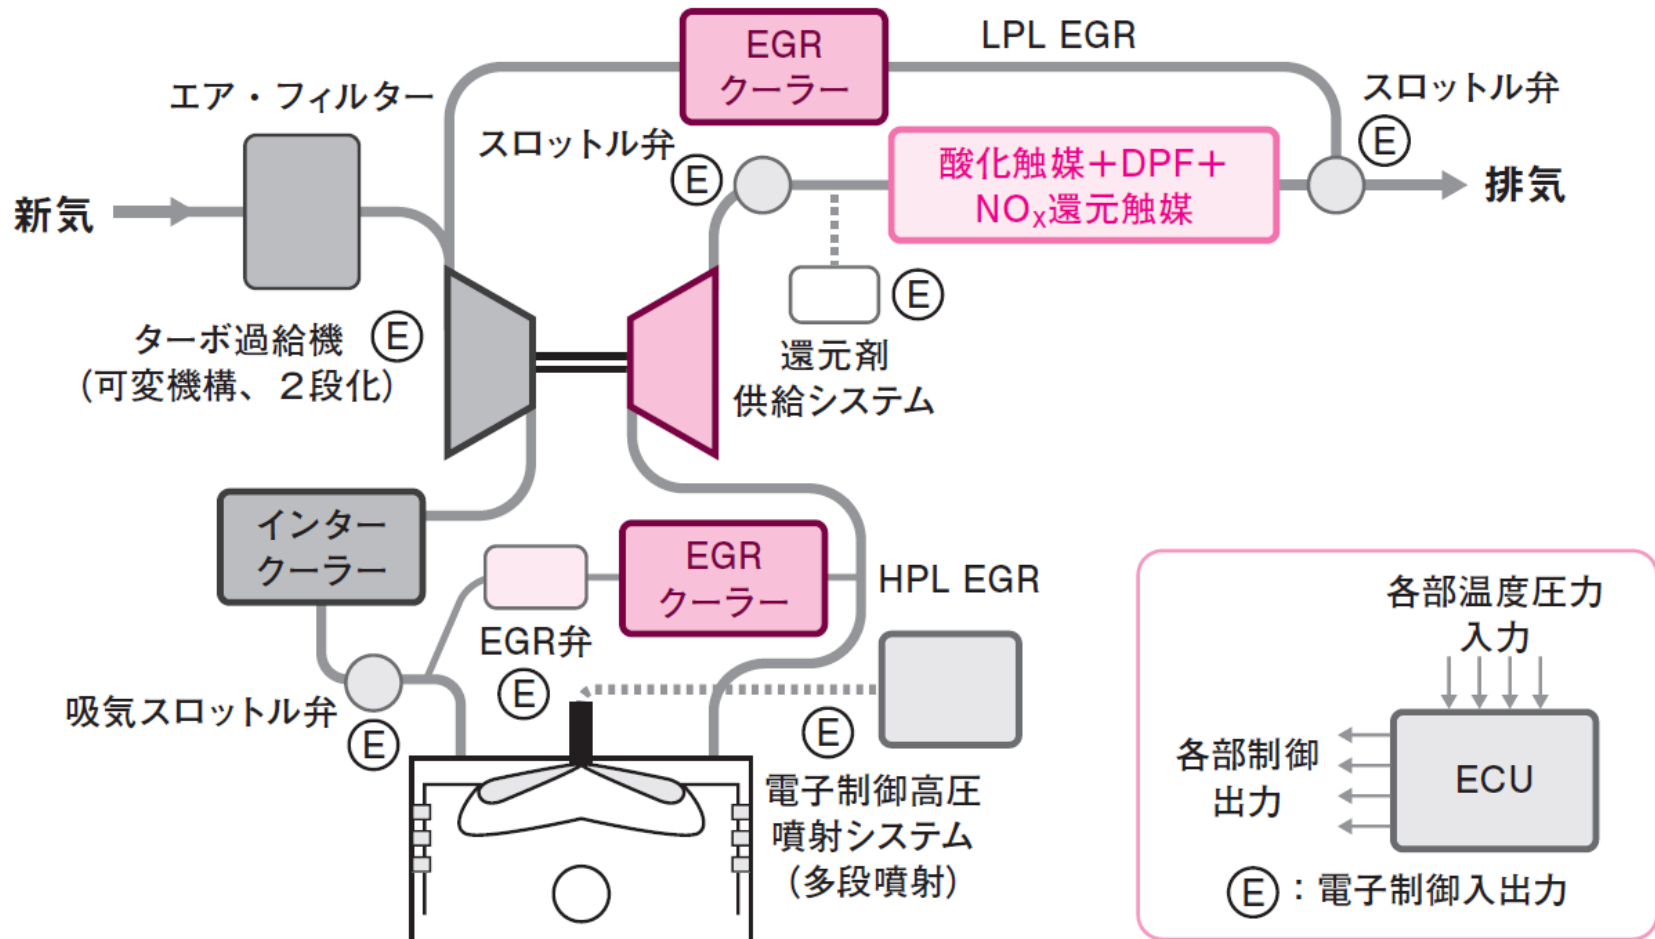 EGR
クーラー
LPL EGR
エア・フィルター
スロットル弁
E
スロットル弁
E
酸化触媒+DPF+
NOx還元触媒
新気
排気
ターボ過給機
(可変機構、2段化)
E
E
還元剤
供給システム
インター
クーラー
EGR
クーラー
HPL EGR
EGR弁
E
吸気スロットル弁
E
E
電子制御高圧
噴射システム
(多段噴射)
各部温度圧力
入力
各部制御
出力
ECU
E:電子制御入出力